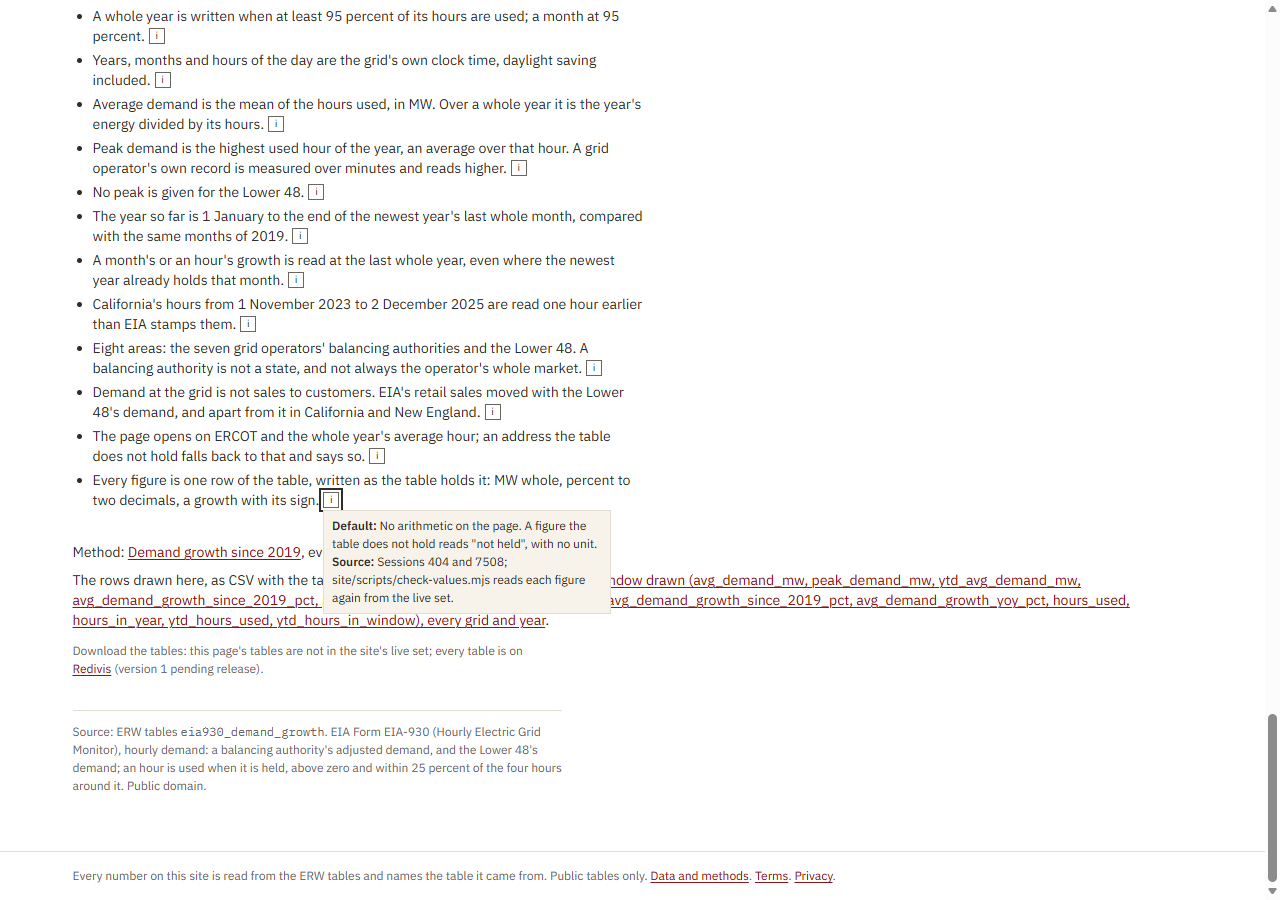 A whole year is written when at least 95 percent of its hours are used; a month at 95
percent. i
Years, months and hours of the day are the grid's own clock time, daylight saving
included. i
Average demand is the mean of the hours used, in MW. Over a whole year it is the year's
energy divided by its hours. i
Peak demand is the highest used hour of the year, an average over that hour. A grid
operator's own record is measured over minutes and reads higher. i
No peak is given for the Lower 48. i
The year so far is 1 January to the end of the newest year's last whole month, compared
with the same months of 2019. i
A month's or an hour's growth is read at the last whole year, even where the newest
year already holds that month. i
California's hours from 1 November 2023 to 2 December 2025 are read one hour earlier
than EIA stamps them. i
Eight areas: the seven grid operators' balancing authorities and the Lower 48. A
balancing authority is not a state, and not always the operator's whole market. i
Demand at the grid is not sales to customers. EIA's retail sales moved with the Lower
48's demand, and apart from it in California and New England. i
The page opens on ERCOT and the whole year's average hour; an address the table
does not hold falls back to that and says so. i
Every figure is one row of the table, written as the table holds it: MW whole, percent to
two decimals, a growth with its sign. i
Default: No arithmetic on the page. A figure the
table does not hold reads "not held", with no unit.
Source: Sessions 404 and 7508;
site/scripts/check-values.mjs reads each figure
again from the live set.
Method: Demand growth since 2019, ev
The rows drawn here, as CSV with the ta ndow drawn (avg_demand_mw, peak_demand_mw, ytd_avg_demand_mw,
avg_demand_growth_since_2019_pct, avg_demand_growth_since_2019_pct, avg_demand_growth_yoy_pct, hours_used,
hours_in_year, ytd_hours_used, ytd_hours_in_window), every grid and year.
Download the tables: this page's tables are not in the site's live set; every table is on
Redivis (version 1 pending release).
Source: ERW tables eia930_demand_growth. EIA Form EIA-930 (Hourly Electric Grid
Monitor), hourly demand: a balancing authority's adjusted demand, and the Lower 48's
demand; an hour is used when it is held, above zero and within 25 percent of the four hours
around it. Public domain.
Every number on this site is read from the ERW tables and names the table it came from. Public tables only. Data and methods. Terms. Privacy.